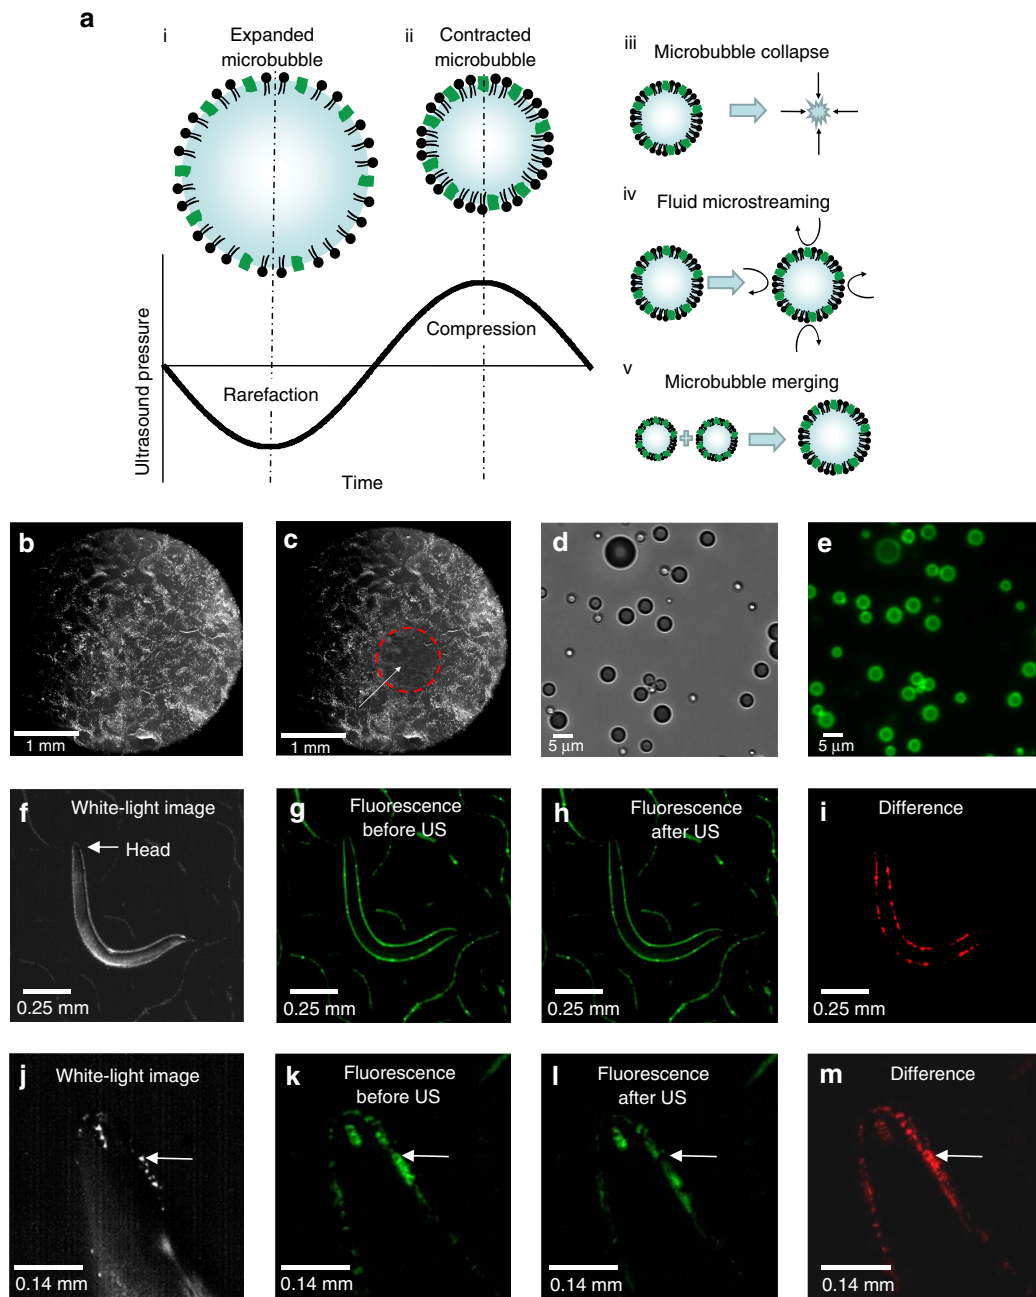 a
i
Expanded
microbubble
ii
Contracted
microbubble
iii
Microbubble collapse
iv
Fluid microstreaming
v
Microbubble merging
Ultrasound pressure
Compression
Rarefaction
Time
b
1 mm
c
1 mm
d
5 µm
e
5 µm
f
White-light image
Head
0.25 mm
g
Fluorescence
before US
0.25 mm
h
Fluorescence
after US
0.25 mm
i
Difference
0.25 mm
j
White-light image
0.14 mm
k
Fluorescence
before US
0.14 mm
l
Fluorescence
after US
0.14 mm
m
Difference
0.14 mm